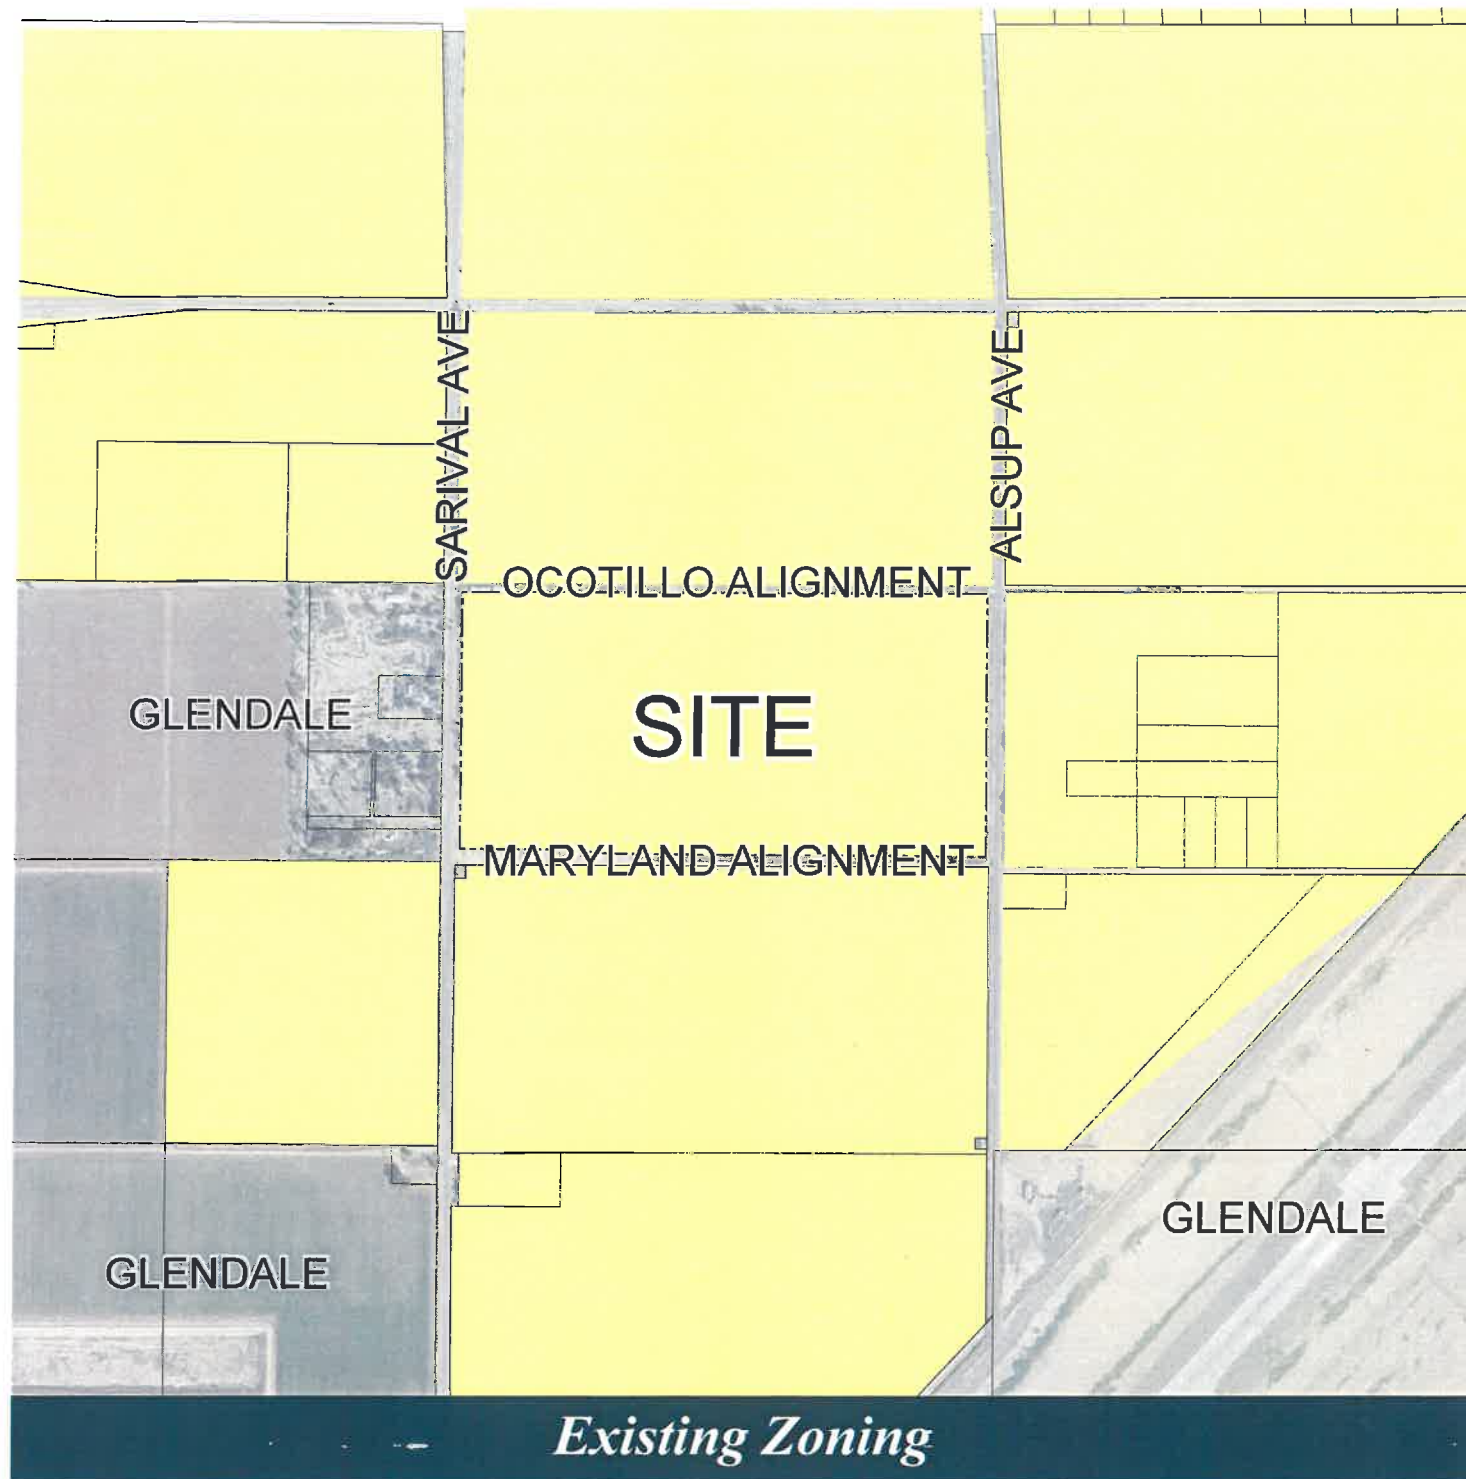 SARIVAL AVE
ALSUP AVE
OCOTILLO ALIGNMENT
GLENDALE
SITE
MARYLAND ALIGNMENT
GLENDALE
GLENDALE
Existing Zoning